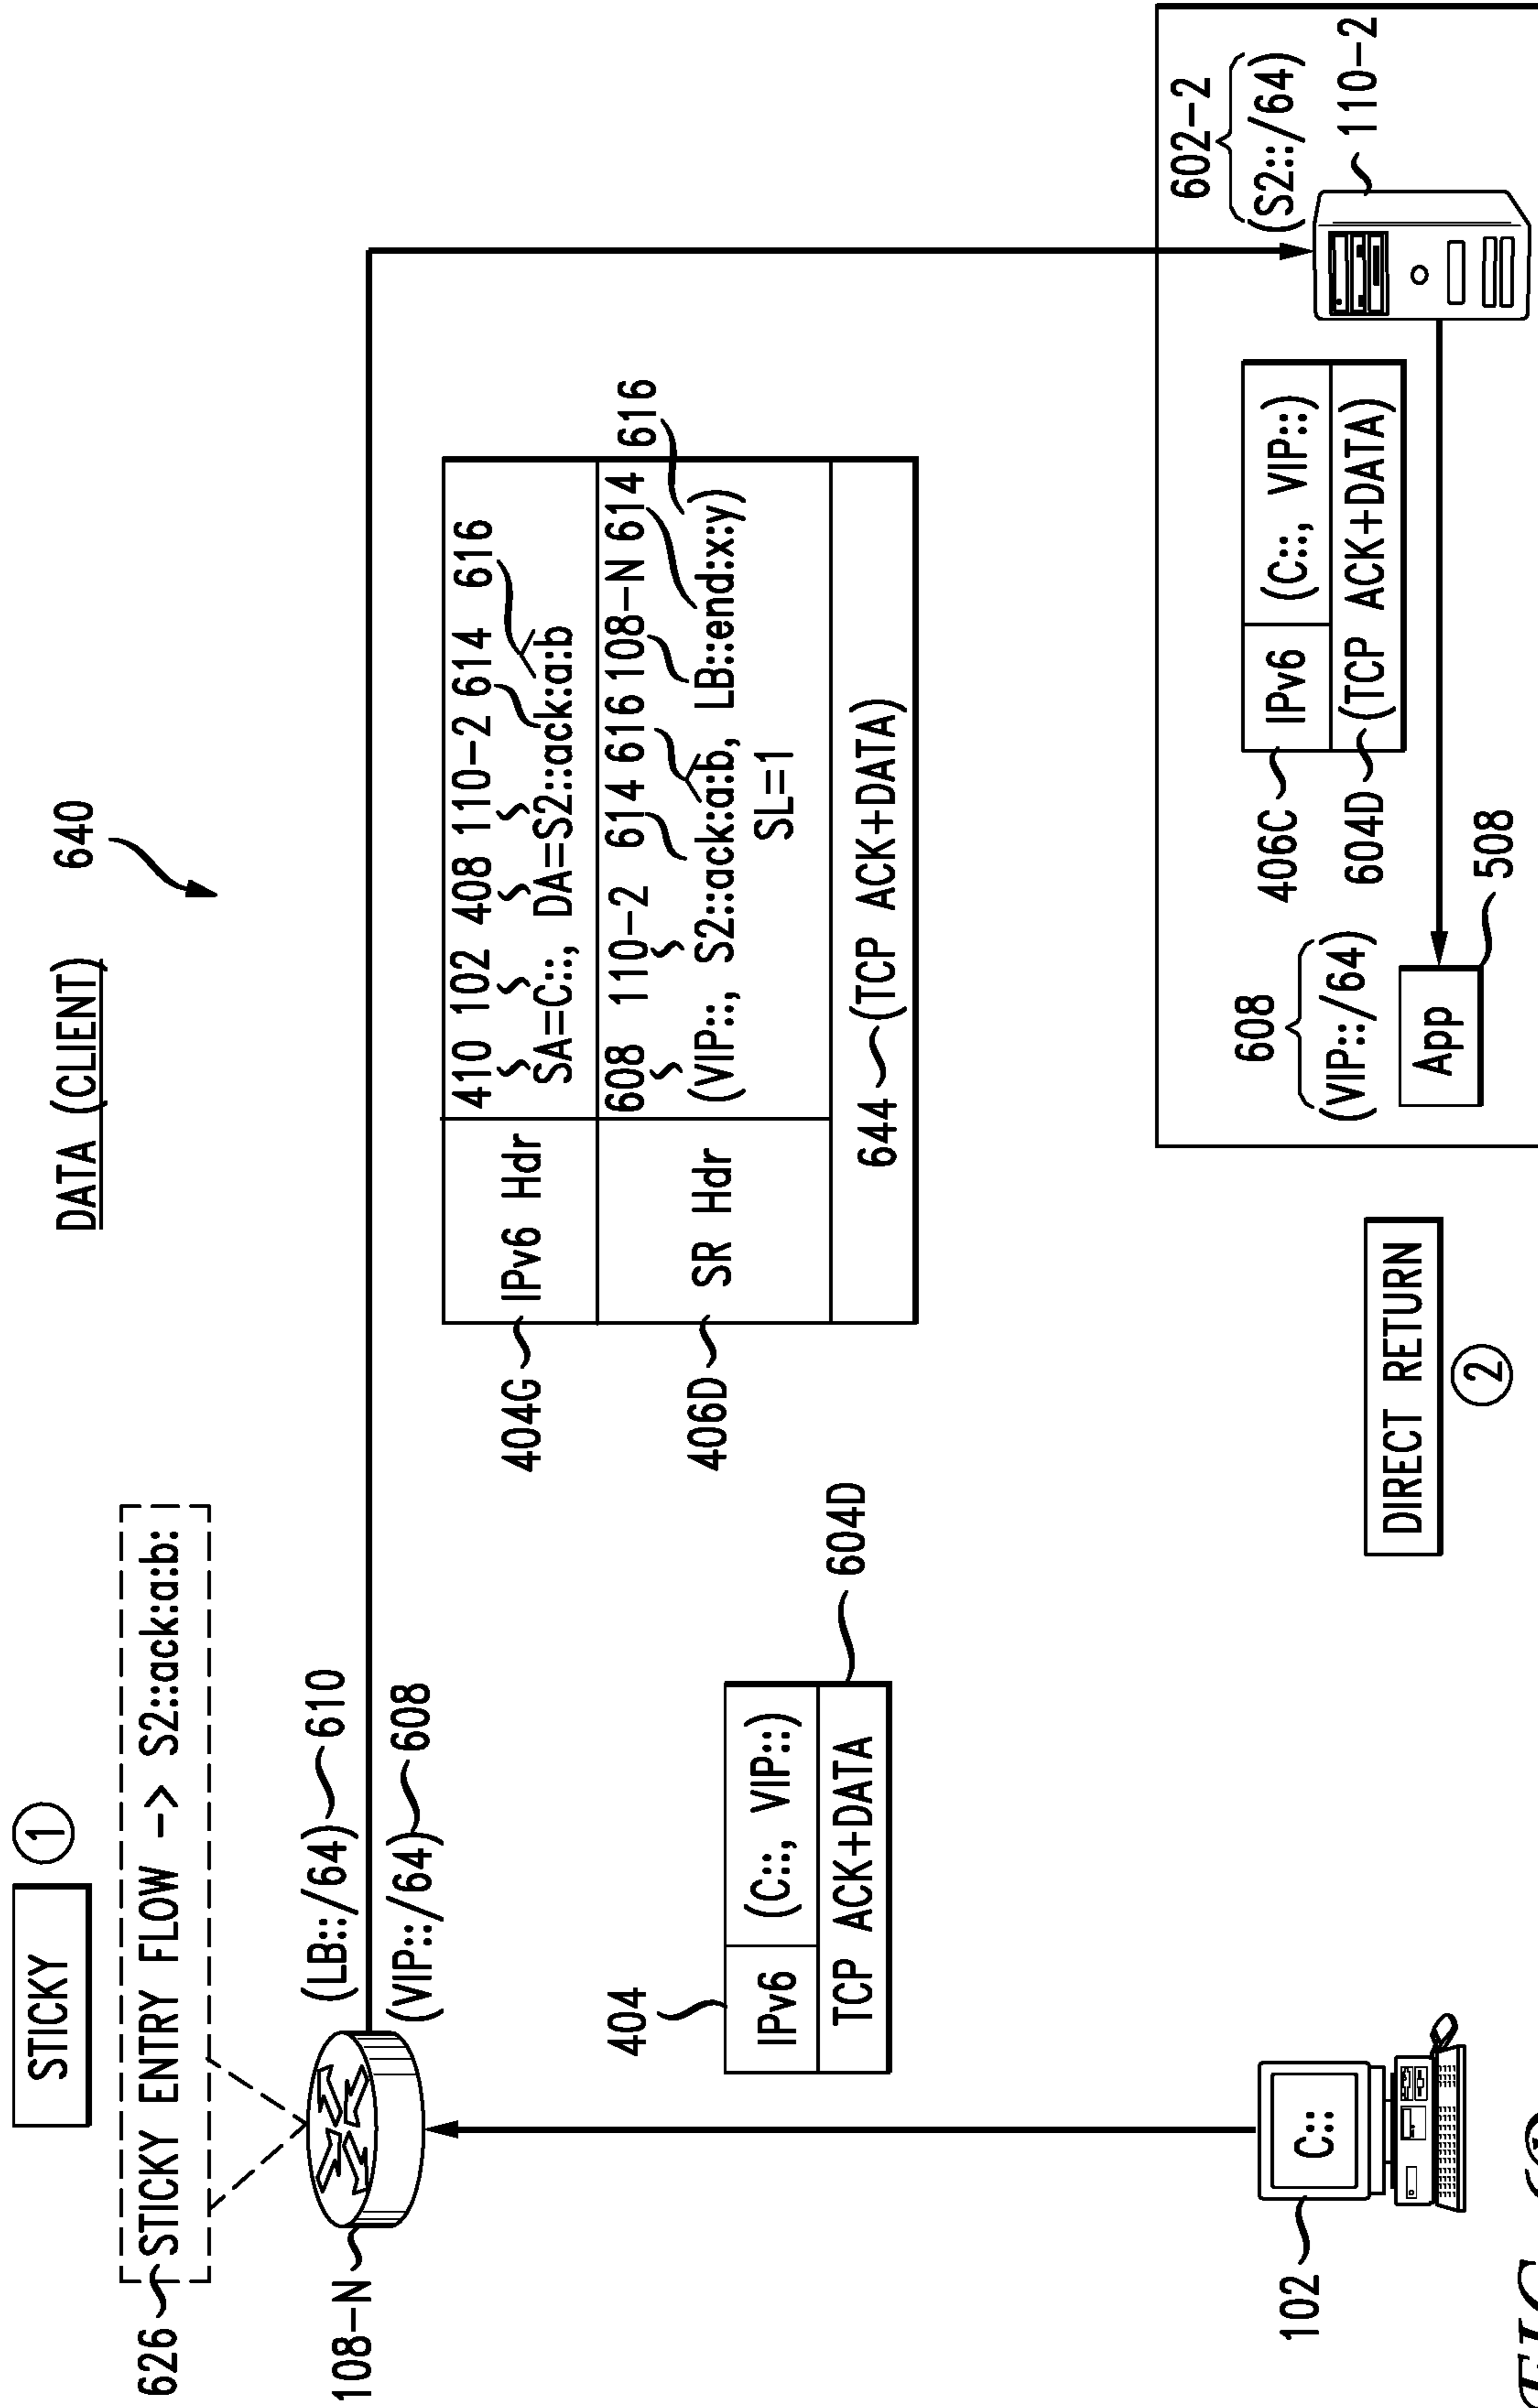 DATA (CLIENT)
640
STICKY
1
626
STICKY ENTRY FLOW -> S2::ack:a:b:
108-N
(LB::/64)
610
(VIP::/64)
608
404
IPv6
(C::, VIP::)
TCP ACK+DATA
604D
C::
102
404G
IPv6 Hdr
410 102 408 110-2 614 616
SA=C::, DA=S2::ack:a:b
406D
SR Hdr
608 110-2 614 616 108-N 614
616
(VIP::, S2::ack:a:b, LB::end:x:y)
SL=1
644
(TCP ACK+DATA)
DIRECT RETURN
2
602-2
(S2::/64)
110-2
406C
IPv6
(C::, VIP::)
604D
(TCP ACK+DATA)
608
(VIP::/64)
App
508